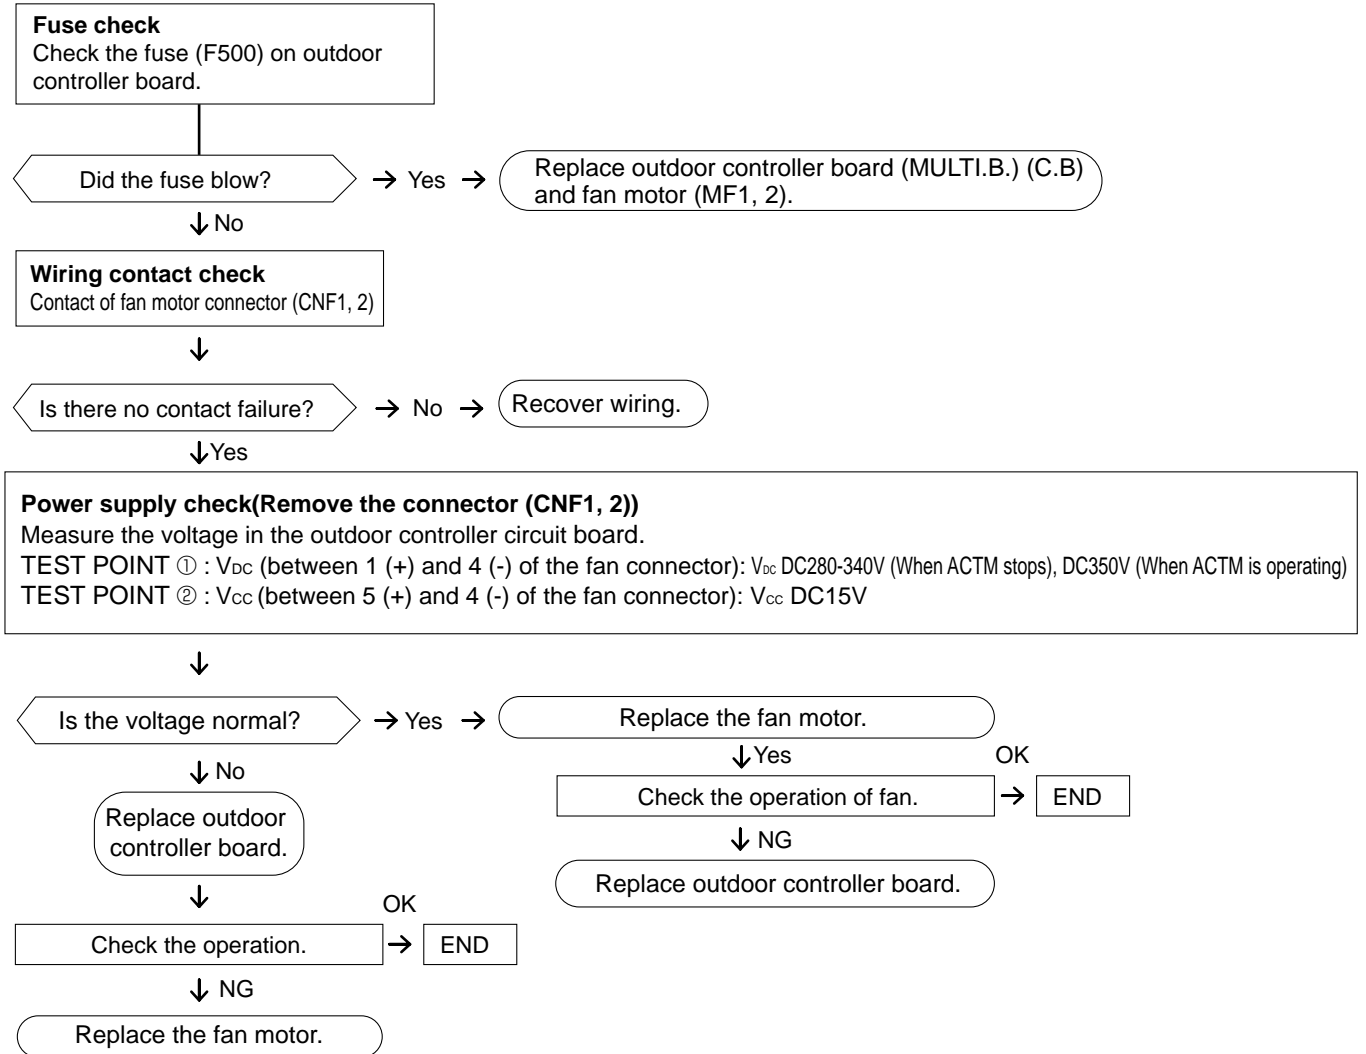 Fuse check
Check the fuse (F500) on outdoor
controller board.
Did the fuse blow?
Yes
Replace outdoor controller board (MULTI.B.) (C.B)
and fan motor (MF1, 2).
No
Wiring contact check
Contact of fan motor connector (CNF1, 2)
Is there no contact failure?
No
Recover wiring.
Yes
Power supply check(Remove the connector (CNF1, 2))
Measure the voltage in the outdoor controller circuit board.
TEST POINT ① : VDC (between 1 (+) and 4 (-) of the fan connector): VDC DC280-340V (When ACTM stops), DC350V (When ACTM is operating)
TEST POINT ② : VCC (between 5 (+) and 4 (-) of the fan connector): VCC DC15V
Is the voltage normal?
Yes
Replace the fan motor.
Yes
OK
Check the operation of fan.
END
NG
Replace outdoor controller board.
No
Replace outdoor
controller board.
OK
Check the operation.
END
NG
Replace the fan motor.